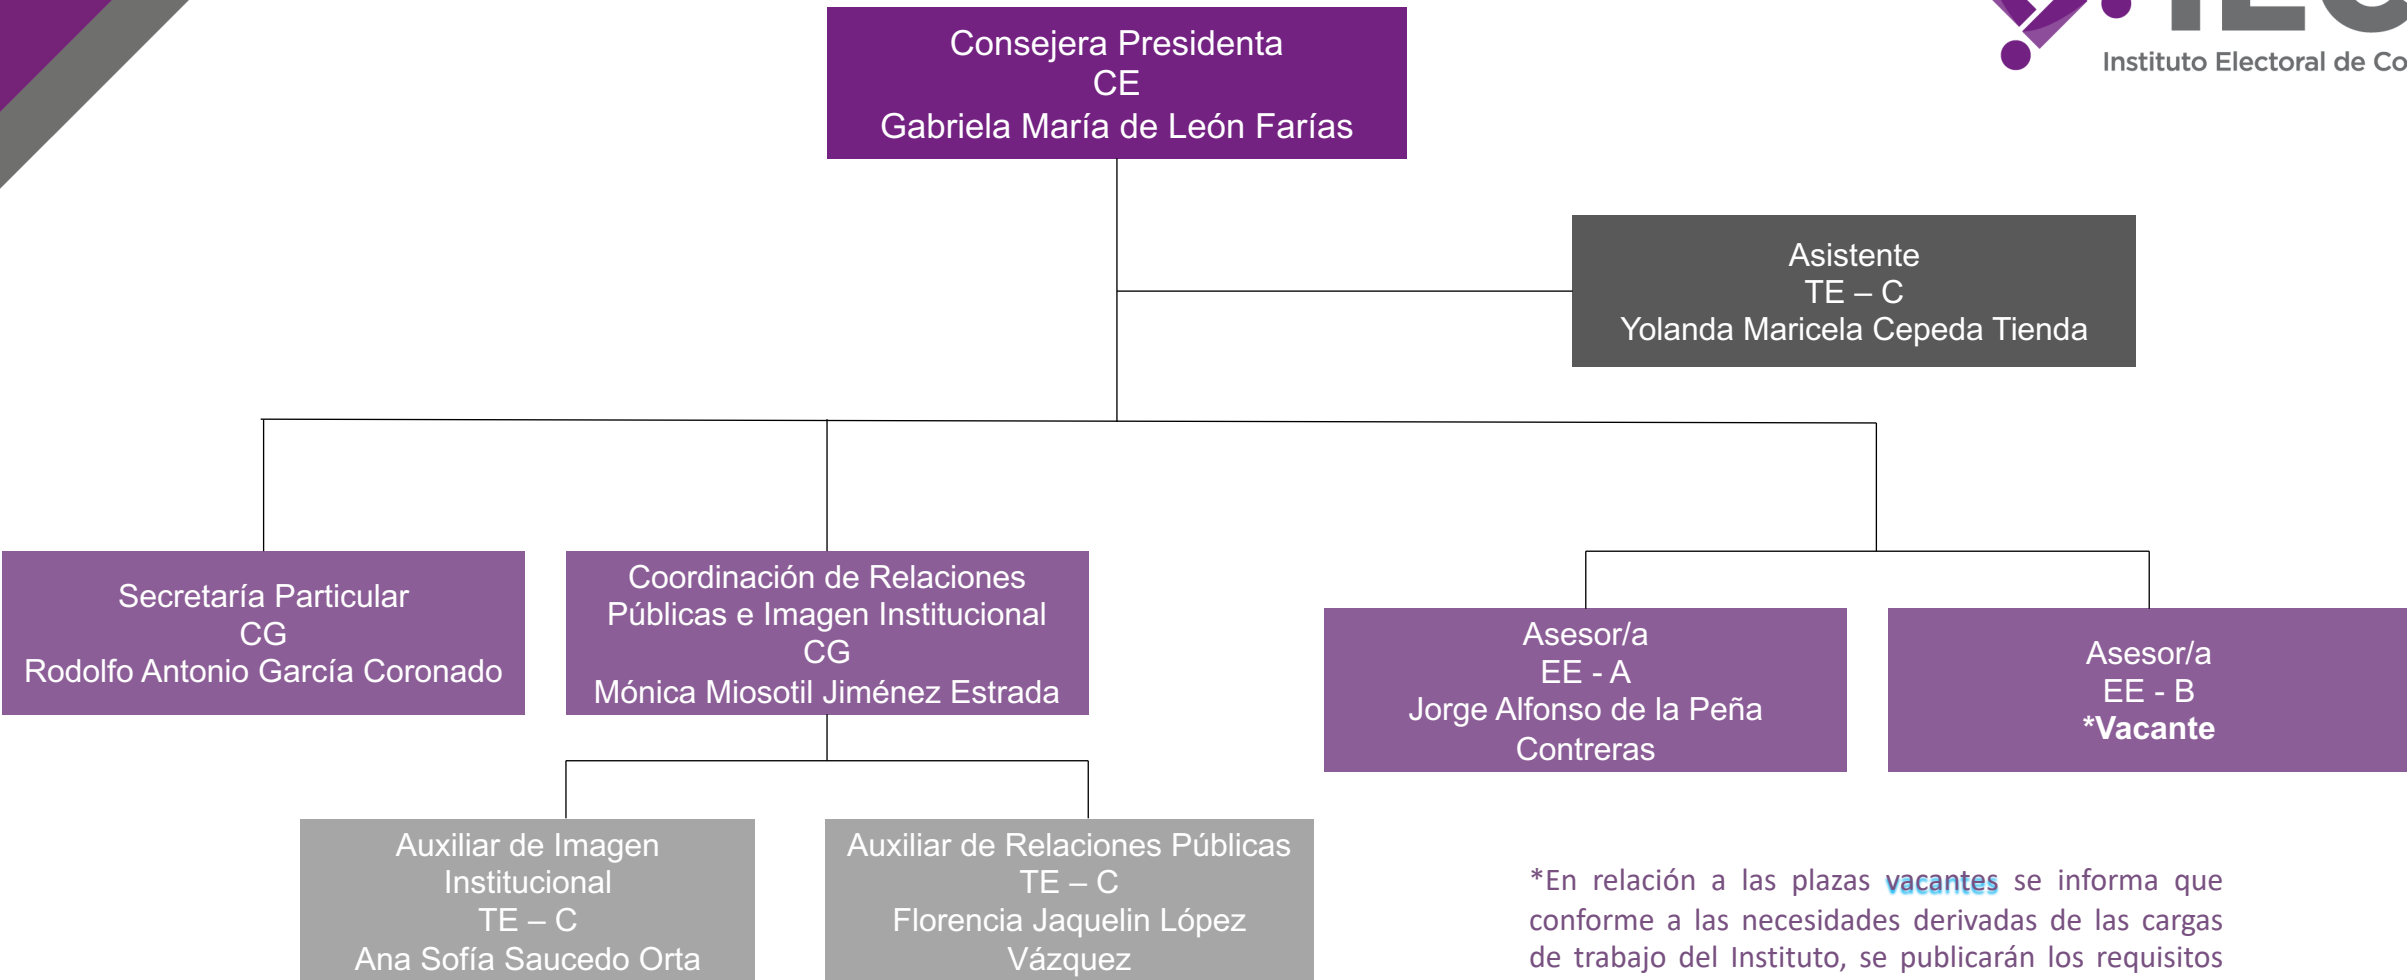 Consejera Presidenta
CE
Gabriela María de León Farías
Instituto Electoral de
Asistente
TE – C
Yolanda Maricela Cepeda Tienda
Secretaría Particular
CG
Rodolfo Antonio García Coronado
Coordinación de Relaciones
Públicas e Imagen Institucional
CG
Mónica Miosotil Jiménez Estrada
Asesor/a
EE - A
Jorge Alfonso de la Peña
Contreras
Asesor/a
EE - B
*Vacante
Auxiliar de Imagen
Institucional
TE – C
Ana Sofía Saucedo Orta
Auxiliar de Relaciones Públicas
TE – C
Florencia Jaquelin López
Vázquez
*En relación a las plazas vacantes se informa que
conforme a las necesidades derivadas de las cargas
de trabajo del Instituto, se publicarán los requisitos